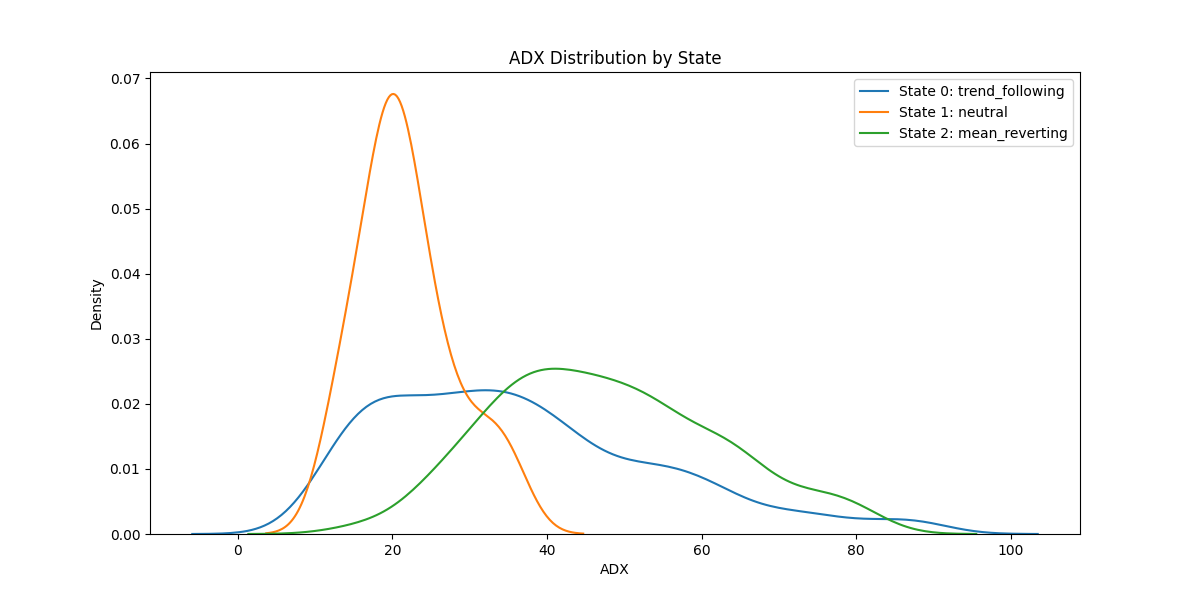 ADX Distribution by State
State 0: trend_following
State 1: neutral
State 2: mean_reverting
0.07
0.06
0.05
0.04
0.03
0.02
0.01
0.00
Density
0 20 40 60 80 100
ADX